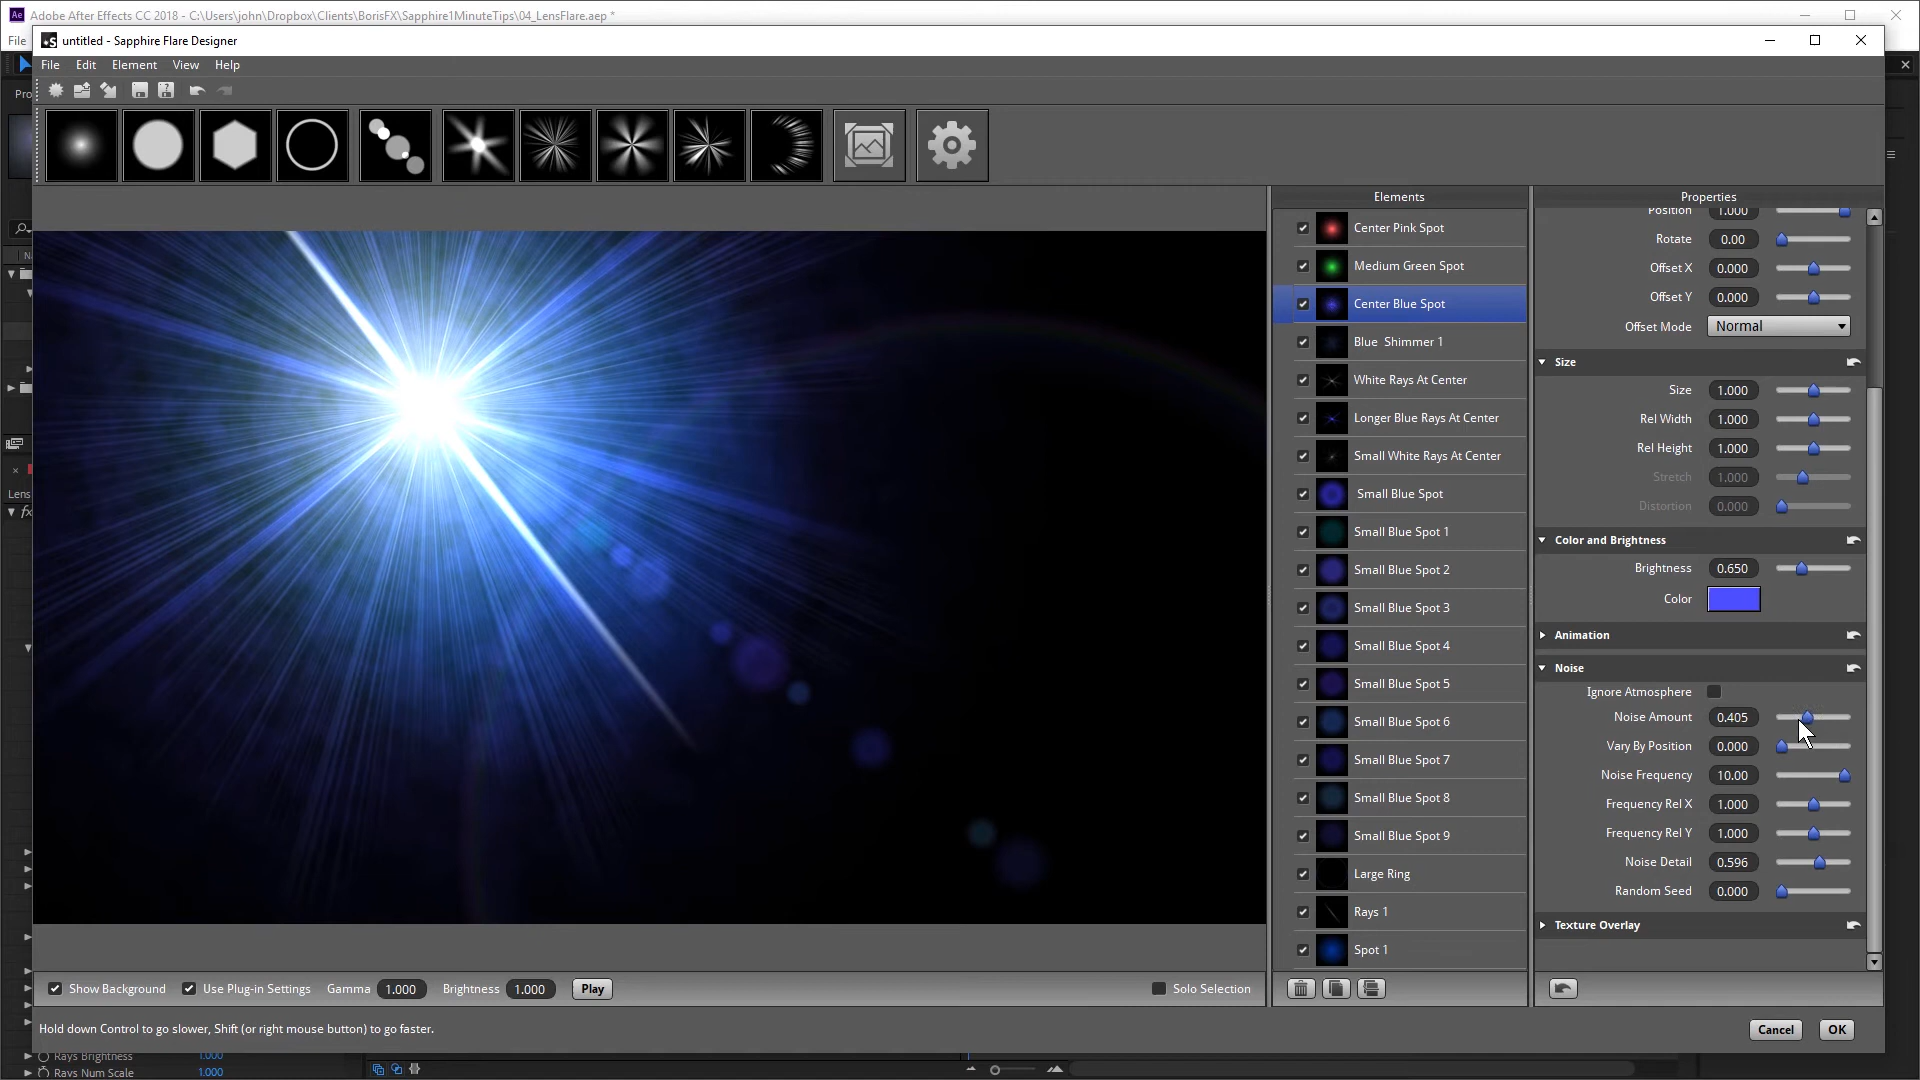 Ae Adobe After Effects CC 2018 - C:\Users\john\Dropbox\Clients\BorisFX\Sapphire1MinuteTips\04_LensFlare.aep *
File
untitled - Sapphire Flare Designer
File Edit Element View Help
Pro
Lens
fx
Elements
Center Pink Spot
Medium Green Spot
Center Blue Spot
Blue Shimmer 1
White Rays At Center
Longer Blue Rays At Center
Small White Rays At Center
Small Blue Spot
Small Blue Spot 1
Small Blue Spot 2
Small Blue Spot 3
Small Blue Spot 4
Small Blue Spot 5
Small Blue Spot 6
Small Blue Spot 7
Small Blue Spot 8
Small Blue Spot 9
Large Ring
Rays 1
Spot 1
Properties
Position 1.000
Rotate 0.00
Offset X 0.000
Offset Y 0.000
Offset Mode Normal
Size
Size 1.000
Rel Width 1.000
Rel Height 1.000
Stretch 1.000
Distortion 0.000
Color and Brightness
Brightness 0.650
Color
Animation
Noise
Ignore Atmosphere
Noise Amount 0.405
Vary By Position 0.000
Noise Frequency 10.00
Frequency Rel X 1.000
Frequency Rel Y 1.000
Noise Detail 0.596
Random Seed 0.000
Texture Overlay
Show Background Use Plug-in Settings Gamma 1.000 Brightness 1.000 Play Solo Selection
Hold down Control to go slower, Shift (or right mouse button) to go faster.
Cancel OK
Rays Brightness 1.000
Rays Num Scale 1.000